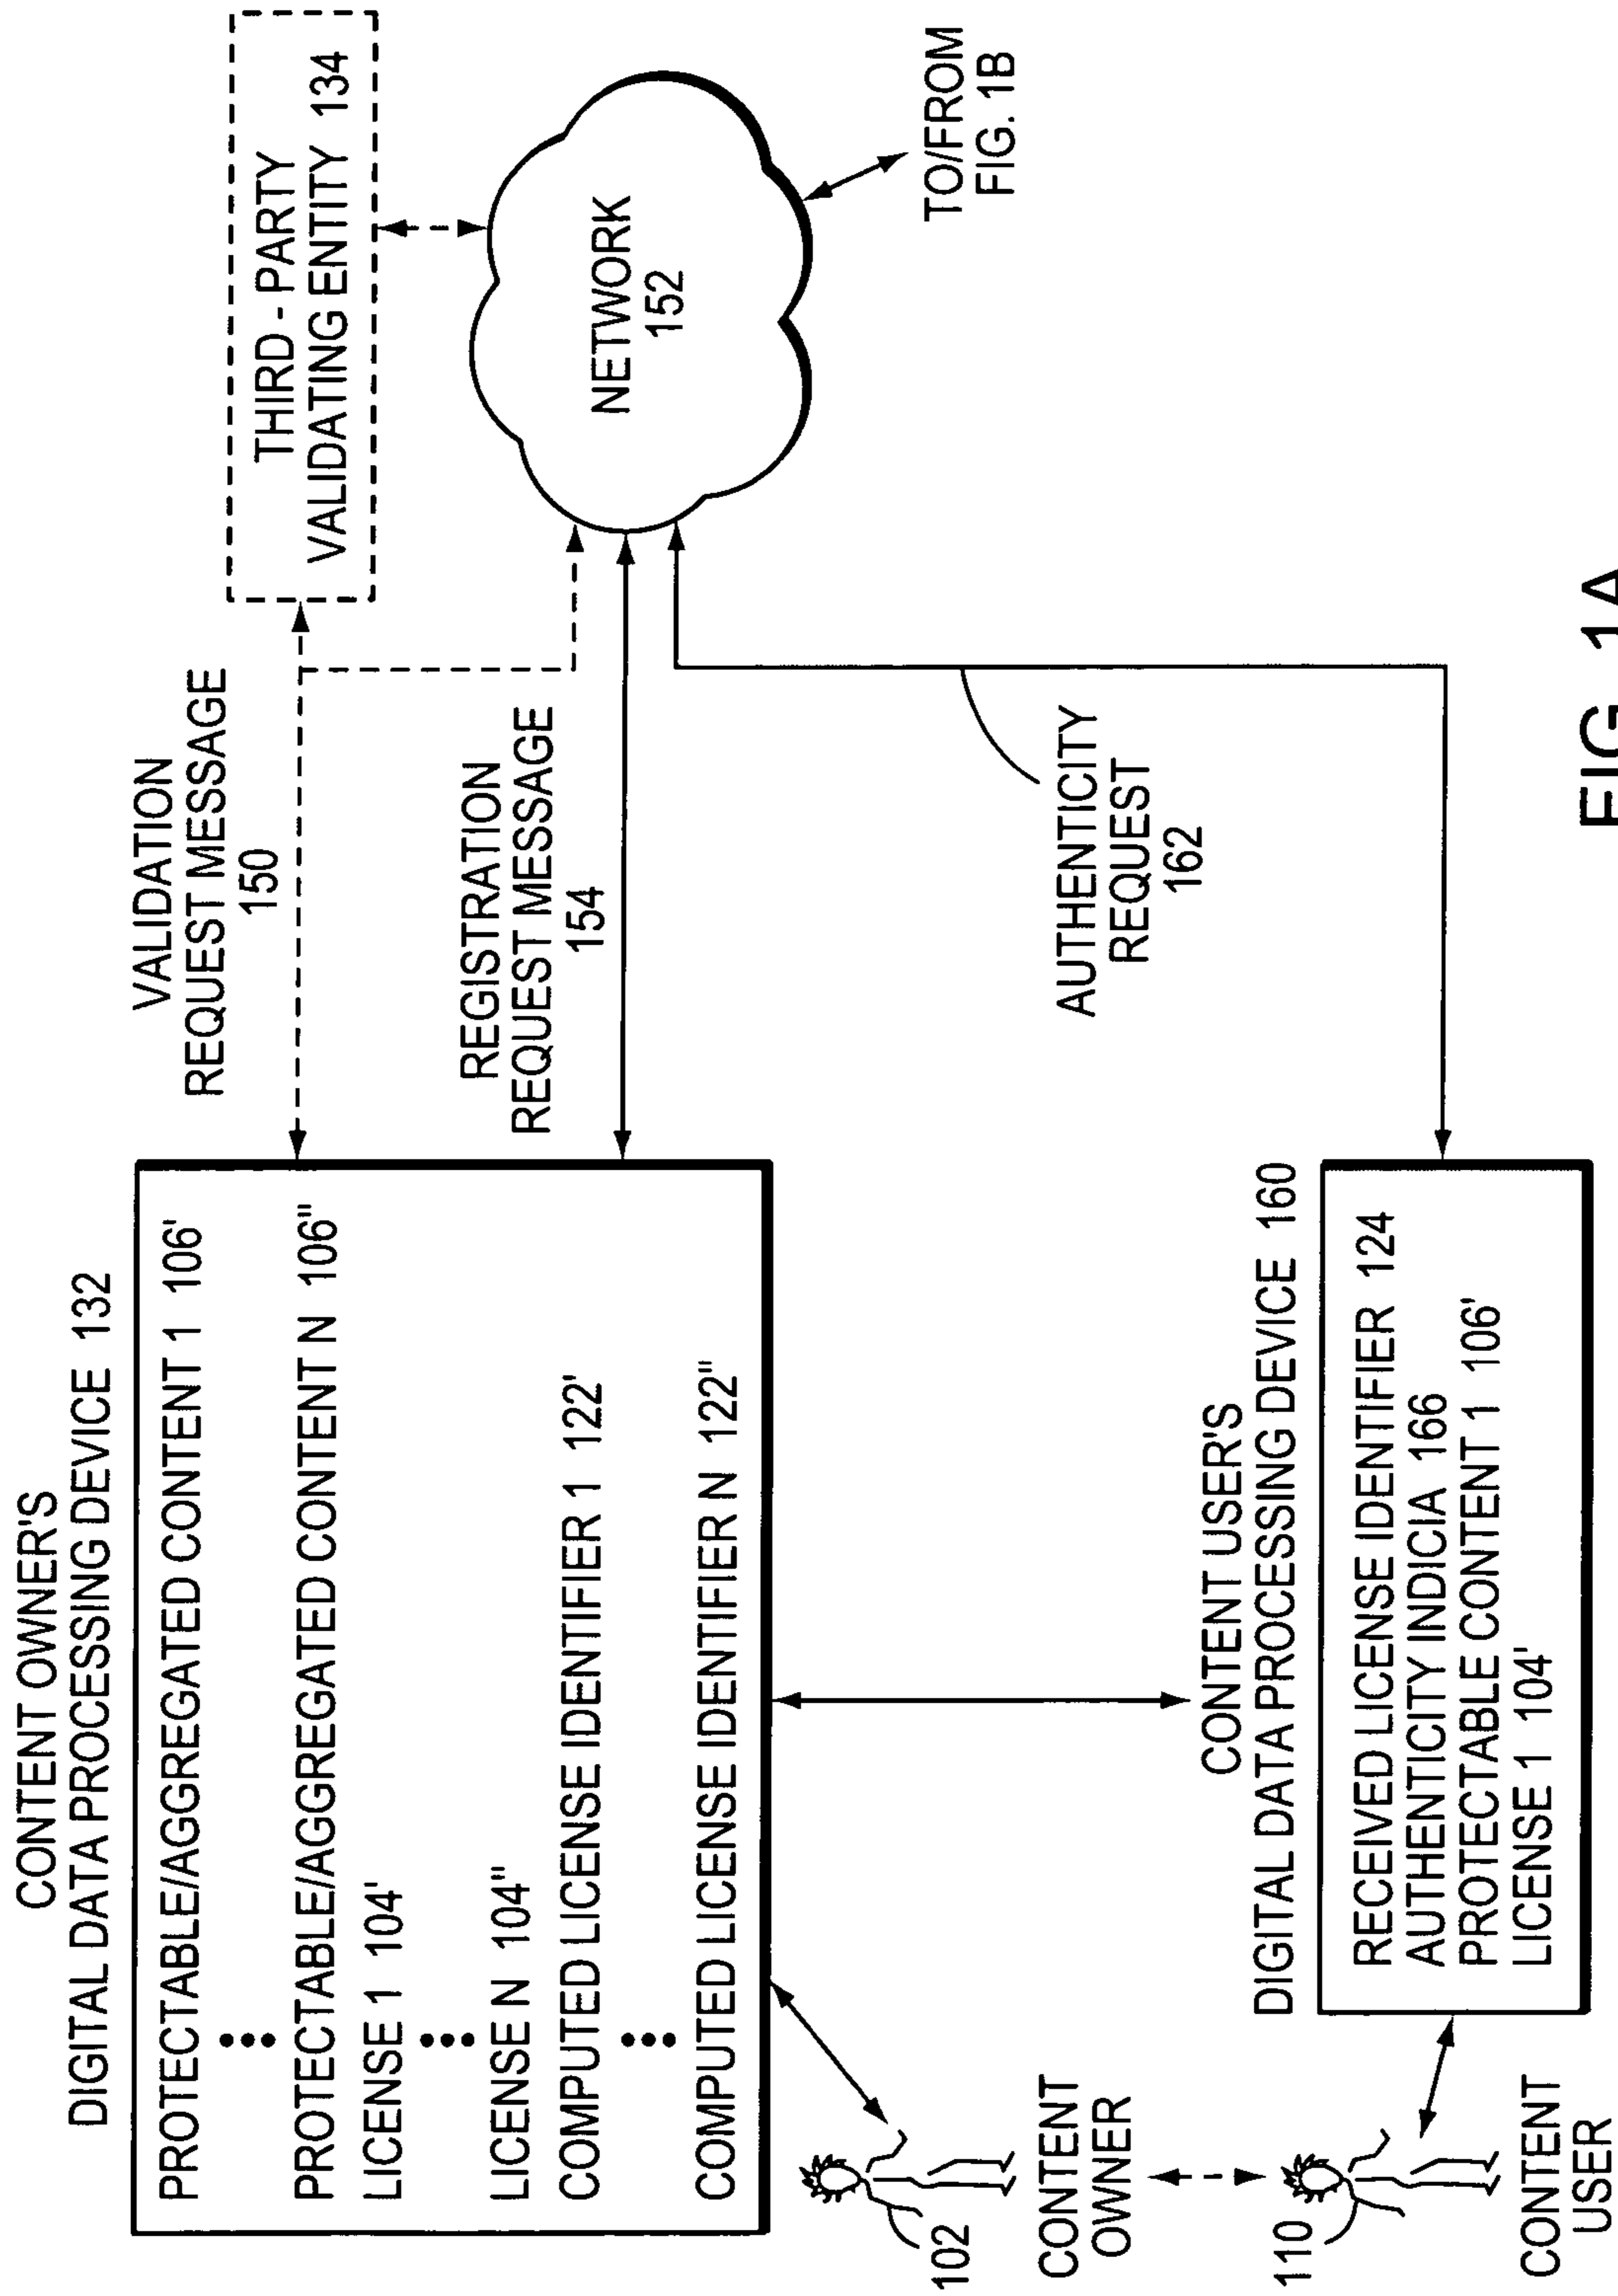 CONTENT OWNER'S
DIGITAL DATA PROCESSING DEVICE 132
PROTECTABLE/AGGREGATED CONTENT 1 106'
PROTECTABLE/AGGREGATED CONTENT N 106"
LICENSE 1 104'
LICENSE N 104"
COMPUTED LICENSE IDENTIFIER 1 122'
COMPUTED LICENSE IDENTIFIER N 122"
VALIDATION
REQUEST MESSAGE
150
REGISTRATION
REQUEST MESSAGE
154
THIRD - PARTY
VALIDATING ENTITY 134
NETWORK
152
TO/FROM
FIG. 1B
AUTHENTICITY
REQUEST
162
102
CONTENT
OWNER
110
CONTENT
USER
CONTENT USER'S
DIGITAL DATA PROCESSING DEVICE 160
RECEIVED LICENSE IDENTIFIER 124
AUTHENTICITY INDICIA 166
PROTECTABLE CONTENT 1 106'
LICENSE 1 104'
FIG. 1A